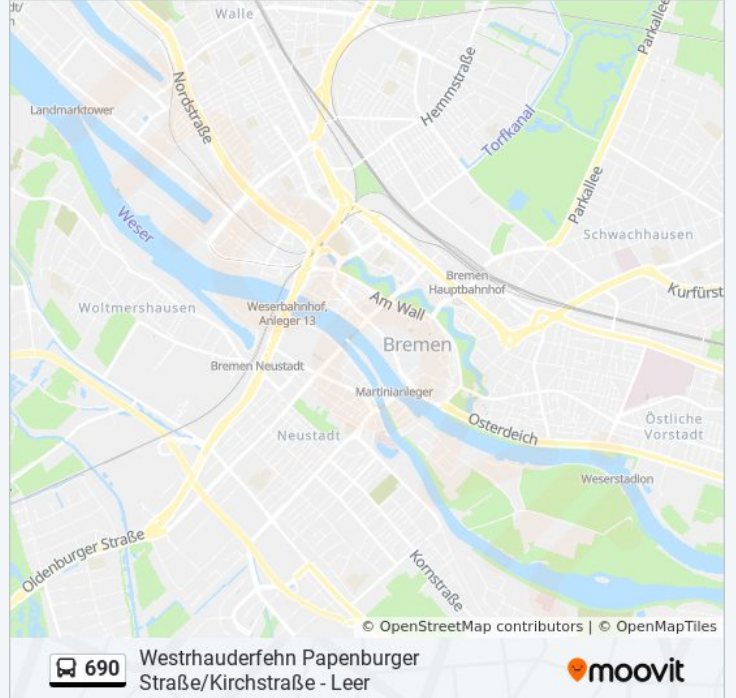 dt/
Walle
Parkallee
Nordstraße
Hemmstraße
Landmarktower
Torfkanal
Parkallee
Weser
Schwachhausen
Bremen
Hauptbahnhof
Kurfürst
Woltmershausen
Weserbahnhof,
Anleger 13
Am Wall
Bremen
Bremen Neustadt
Martinianleger
Osterdeich
Östliche
Vorstadt
Neustadt
Weserstadion
Oldenburger Straße
Kornstraße
© OpenStreetMap contributors | © OpenMapTiles
690
Westrhauderfehn Papenburger
Straße/Kirchstraße - Leer
moovit